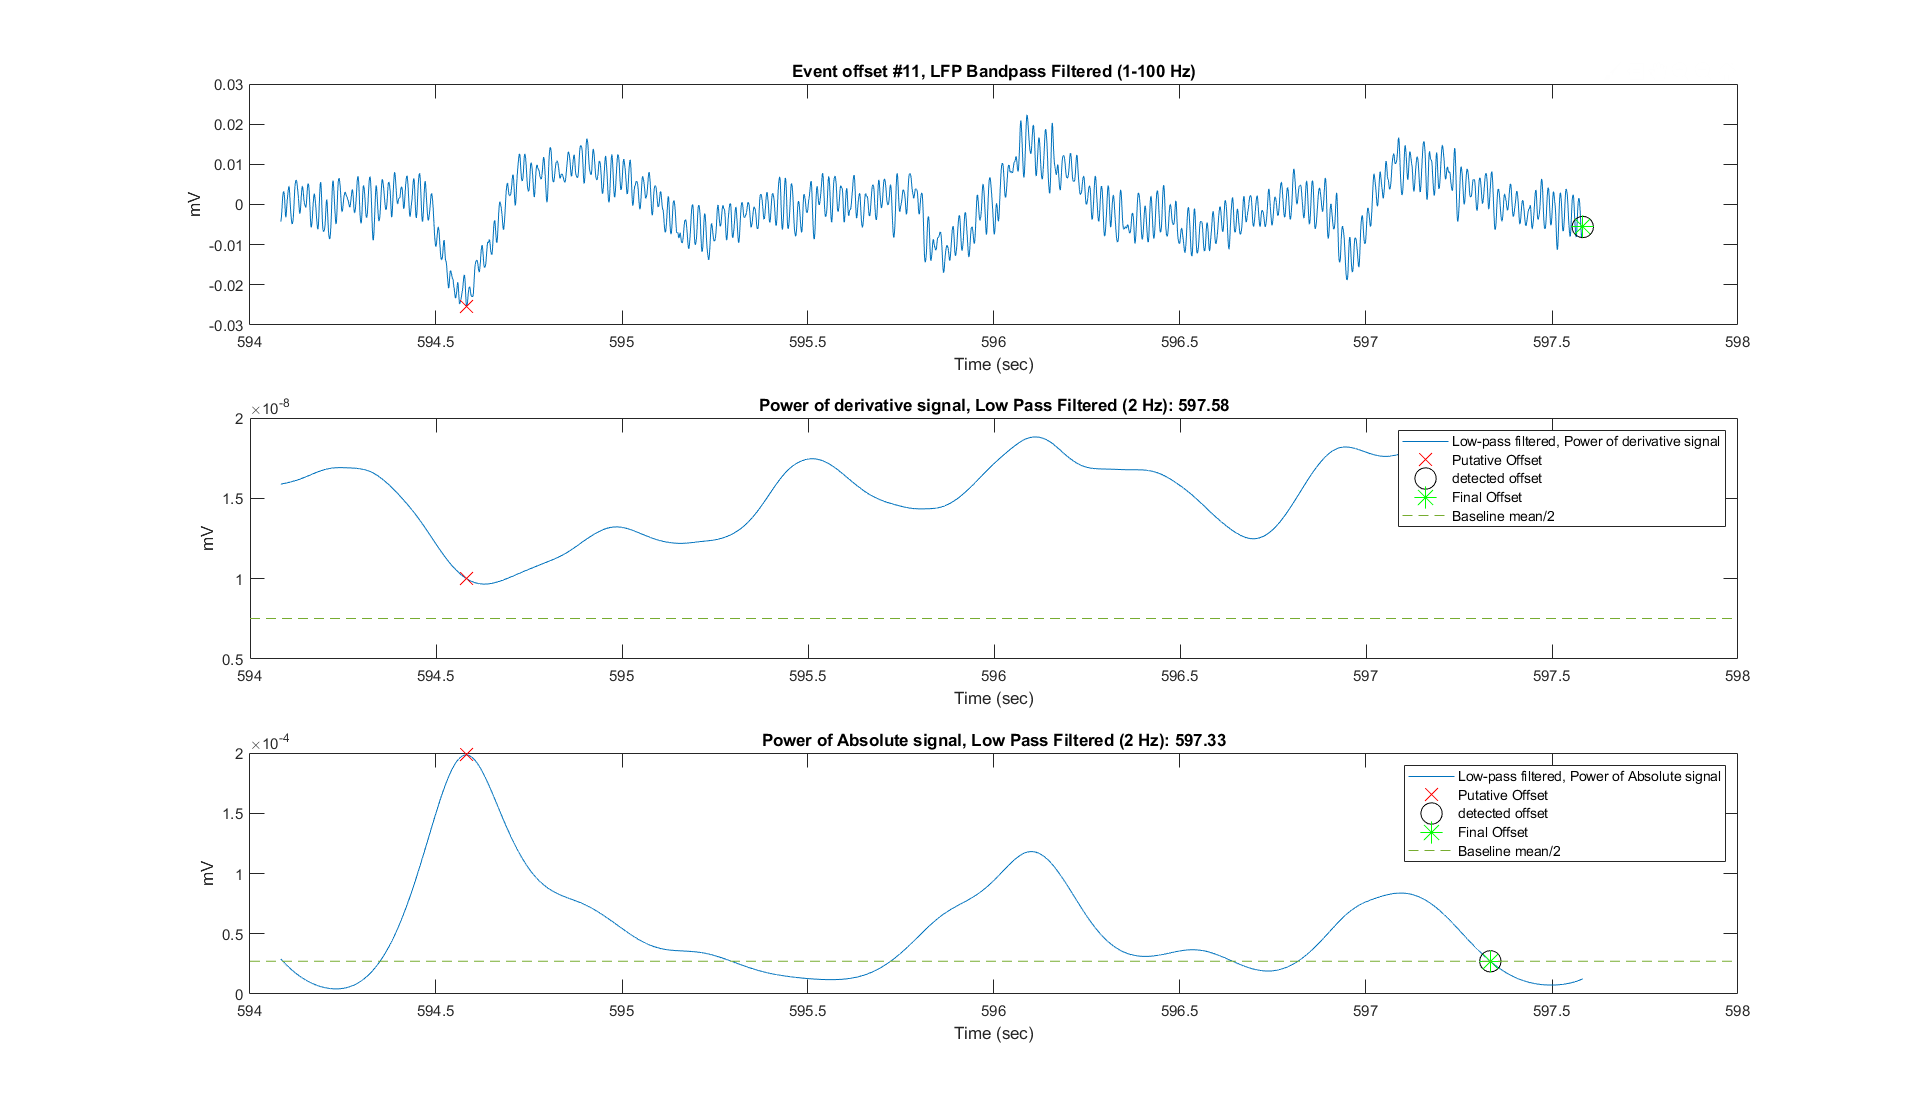 Event offset #11, LFP Bandpass Filtered (1-100 Hz)
0.03
0.02
0.01
0
-0.01
-0.02
-0.03
mV
594
594.5
595
595.5
596
596.5
597
597.5
598
Time (sec)
Power of derivative signal, Low Pass Filtered (2 Hz): 597.58
×10-8
2
1.5
1
0.5
mV
Low-pass filtered, Power of derivative signal
Putative Offset
detected offset
Final Offset
Baseline mean/2
594
594.5
595
595.5
596
596.5
597
597.5
598
Time (sec)
Power of Absolute signal, Low Pass Filtered (2 Hz): 597.33
×10-4
2
1.5
1
0.5
0
mV
Low-pass filtered, Power of Absolute signal
Putative Offset
detected offset
Final Offset
Baseline mean/2
594
594.5
595
595.5
596
596.5
597
597.5
598
Time (sec)